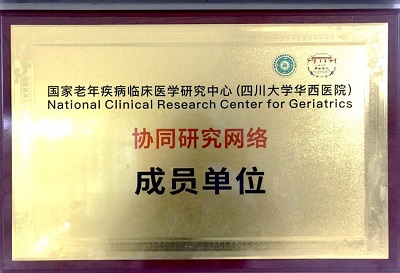 国家老年疾病临床医学研究中心(四川大学华西医院)
National Clinical Research Center for Geriatrics
协同研究网络
成员单位